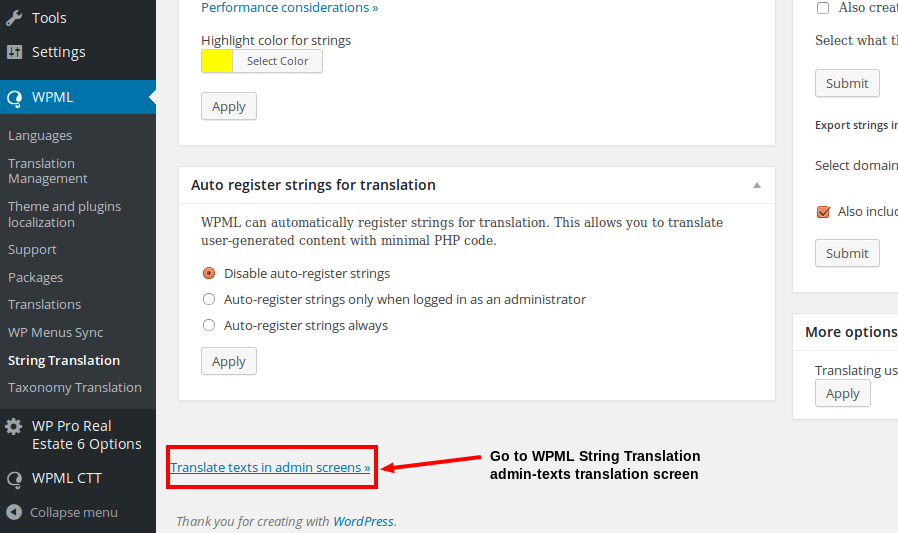 Tools
Settings
WPML
Languages
Translation
Management
Theme and plugins
localization
Support
Packages
Translations
WP Menus Sync
String Translation
Taxonomy Translation
WP Pro Real
Estate 6 Options
WPML CTT
Collapse menu
Performance considerations »
Highlight color for strings
Select Color
Apply
Auto register strings for translation
WPML can automatically register strings for translation. This allows you to translate
user-generated content with minimal PHP code.
Disable auto-register strings
Auto-register strings only when logged in as an administrator
Auto-register strings always
Apply
Translate texts in admin screens »
Go to WPML String Translation
admin-texts translation screen
Thank you for creating with WordPress.
Also crea
Select what
Submit
Export strings
Select domain
Also inclu
Submit
More options
Translating us
Apply